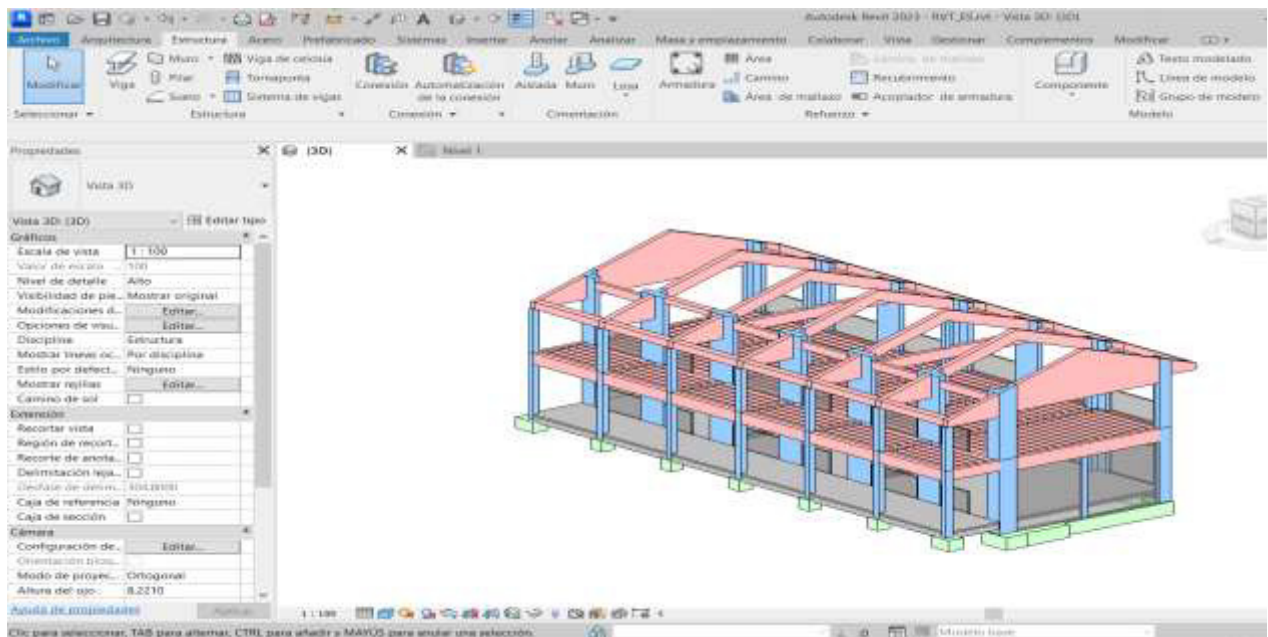 Autodesk Revit 2023 - RVT_ES.rvt - Vista 3D: {3D}
Archivo Arquitectura Estructura Acero Prefabricado Sistemas Insertar Anotar Analizar Masa y emplazamiento Colaborar Vista Gestionar Complementos Modificar
Modificar
Viga
Muro
Pilar
Suelo
Viga de celosía
Tornapunta
Sistema de vigas
Conexión
Automatización de la conexión
Aislada
Muro
Losa
Armadura
Área
Camino
Área de mallazo
Lámina de mallazo
Recubrimiento
Acoplador de armadura
Componente
Texto modelado
Línea de modelo
Grupo de modelo
Seleccionar Estructura Conexión Cimentación Refuerzo Modelo
Propiedades
{3D}
Nivel 1
Vista 3D
Vista 3D: {3D} Editar tipo
Gráficos
Escala de vista 1 : 100
Valor de escala 100
Nivel de detalle Alto
Visibilidad de pie... Mostrar original
Modificaciones d... Editar...
Opciones de visu... Editar...
Disciplina Estructura
Mostrar líneas oc... Por disciplina
Estilo por defect... Ninguno
Mostrar rejillas Editar...
Camino de sol
Extensión
Recortar vista
Región de recort...
Recorte de anota...
Delimitación leja...
Desfase de delim...
Caja de referencia Ninguno
Caja de sección
Cámara
Configuración de... Editar...
Modo de proyec... Ortogonal
Altura del ojo 8.2210
Ayuda de propiedades Aplicar
1 : 100
Clic para seleccionar, TAB para alternar, CTRL para añadir y MAYÚS para anular una selección.
0
Modelo base